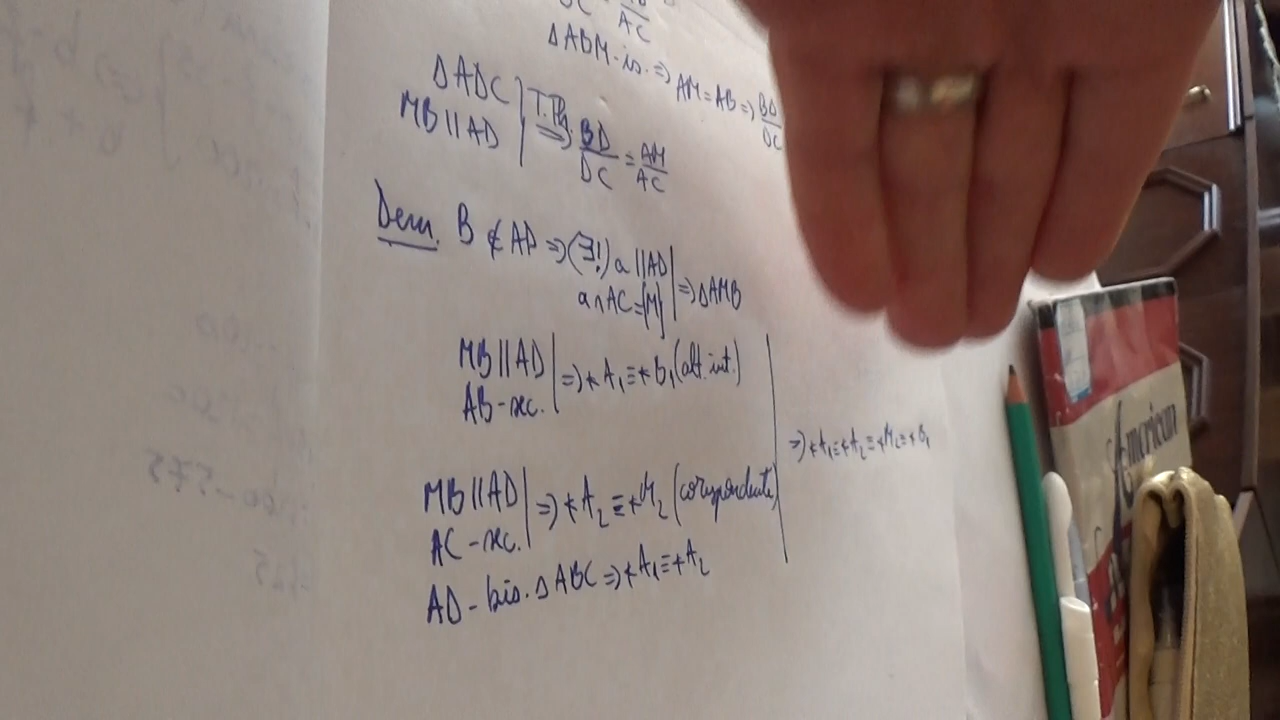 AC
ΔABM-is. => AM = AB => BD/DC
ΔADC
MB || AD
T.Th. => BD/DC = AM/AC
Dem. B ∉ AD => (∃!) a || AD
a ∩ AC = {M} => ΔAMB
MB || AD
AB-sec. => ∢A₁ ≡ ∢B₁ (alt. int.)
MB || AD
AC-sec. => ∢A₂ ≡ ∢M₂ (corespondente)
AD - bis. ΔABC => ∢A₁ ≡ ∢A₂
=> ∢A₁ ≡ ∢A₂ ≡ ∢M₂ ≡ ∢B₁
American